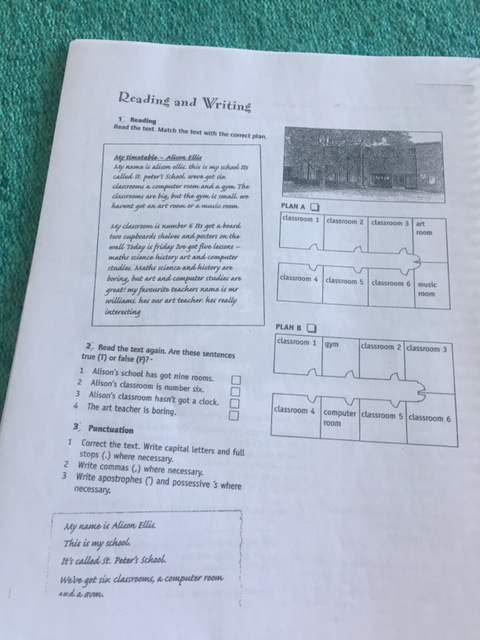 Reading and Writing
1 Reading
Read the text. Match the text with the correct plan.
My timetable – Alison Ellis
My name is alison ellis. this is my school Its
called St. peter's School. weve got six
classrooms a computer room and a gym The
classrooms are big, but the gym is small. we
havent got an art room or a music room
My classroom is number 6 Its got a board
two cupboards shelves and posters on the
wall Today is friday Ive got five lessons –
maths science history art and computer
studies. Maths science and history are
boring, but art and computer studies are
great! my favourite teachers name is mr
williams. hes our art teacher. hes really
interesting
PLAN A
classroom 1 classroom 2 classroom 3 art
room
classroom 4 classroom 5 classroom 6 music
room
PLAN B
classroom 1 gym classroom 2 classroom 3
classroom 4 computer classroom 5 classroom 6
room
2 Read the text again. Are these sentences
true (T) or false (F)?
1 Alison's school has got nine rooms.
2 Alison's classroom is number six.
3 Alison's classroom hasn't got a clock.
4 The art teacher is boring.
3 Punctuation
1 Correct the text. Write capital letters and full
stops (.) where necessary.
2 Write commas (,) where necessary.
3 Write apostrophes (') and possessive 's where
necessary.
My name is Alison Ellis.
This is my school.
It's called St. Peter's School.
We've got six classrooms, a computer room
and a gym.